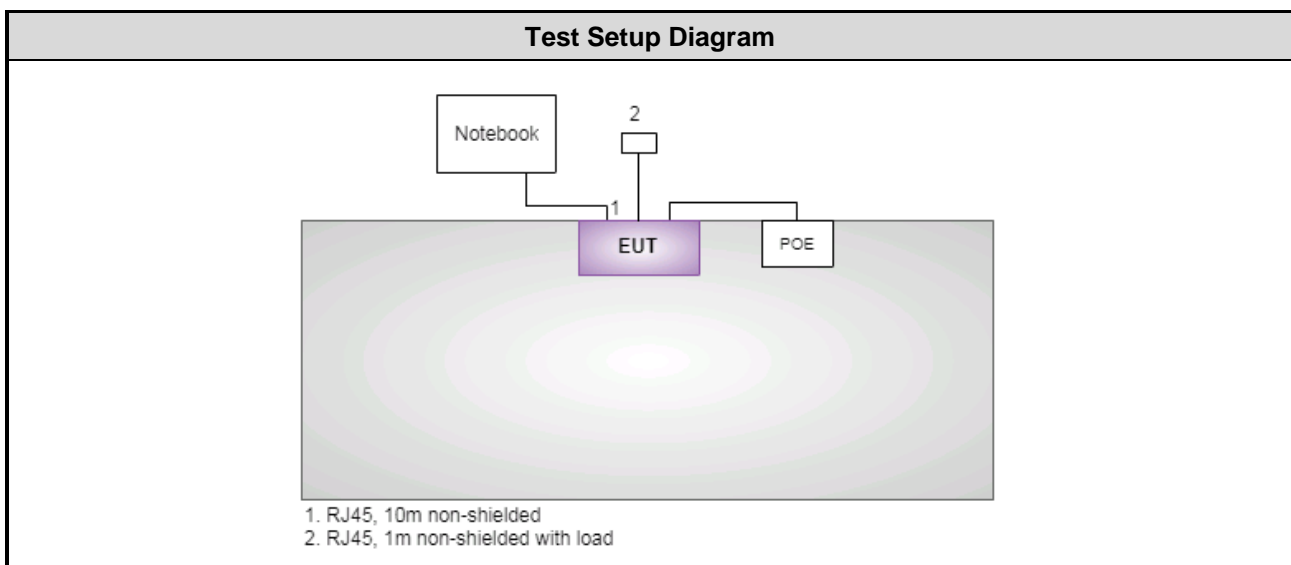 Test Setup Diagram
Notebook
2
1
EUT
POE
1. RJ45, 10m non-shielded
2. RJ45, 1m non-shielded with load